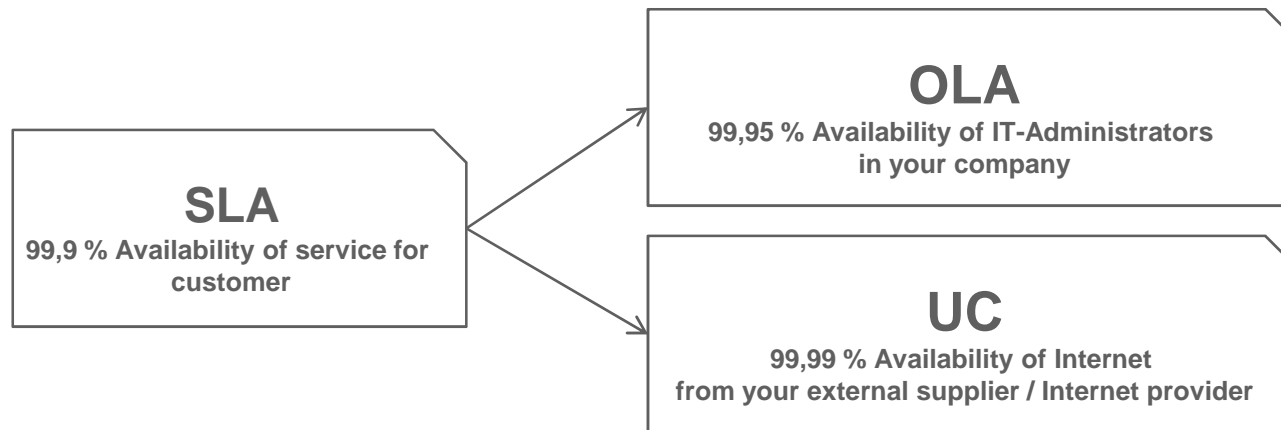 SLA
99,9 % Availability of service for
customer
OLA
99,95 % Availability of IT-Administrators
in your company
UC
99,99 % Availability of Internet
from your external supplier / Internet provider